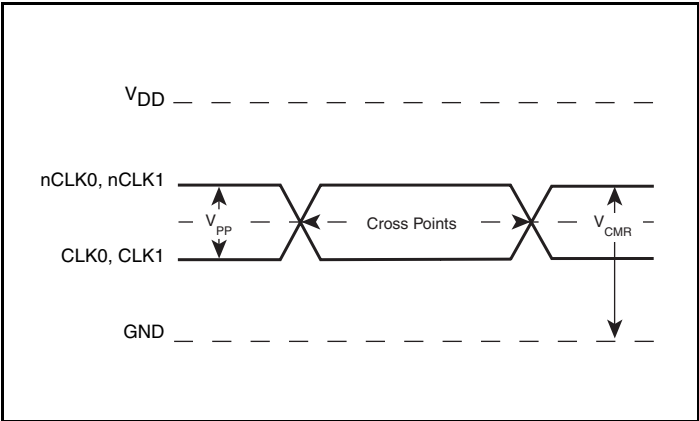 VDD
nCLK0, nCLK1
VPP
Cross Points
VCMR
CLK0, CLK1
GND